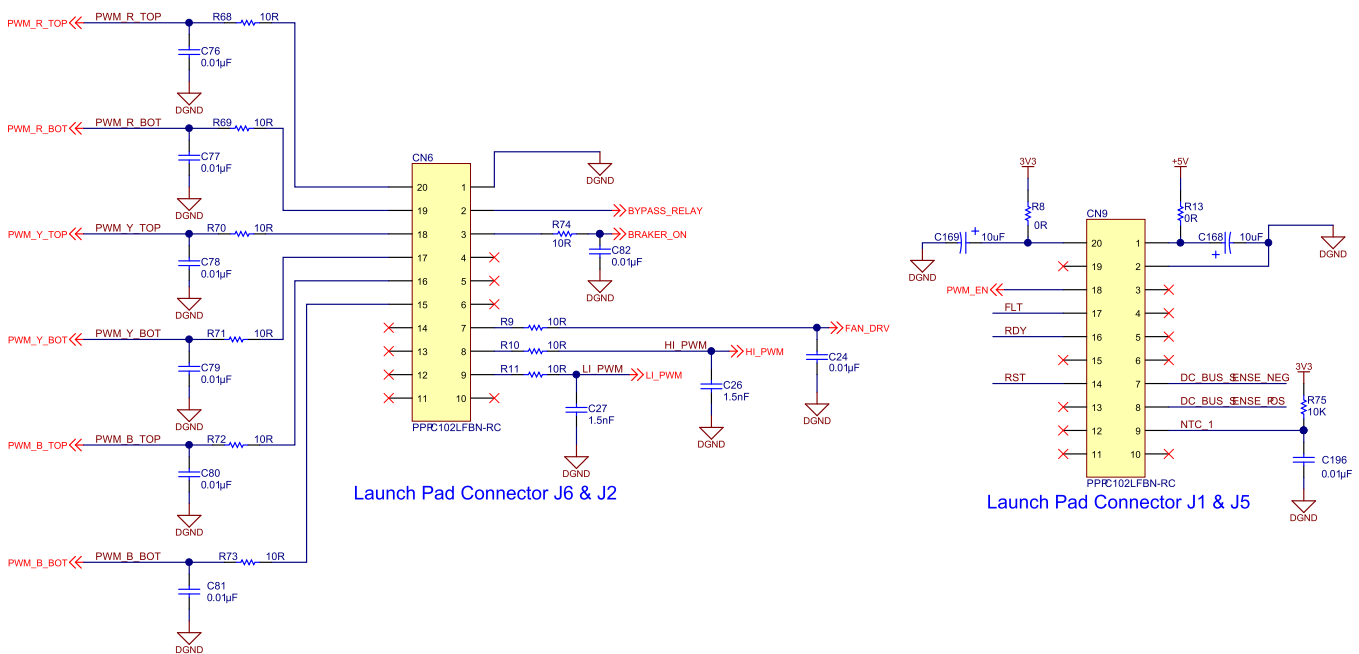 PWM_R_TOP
PWM_R_TOP
R68
10R
C76
0.01µF
DGND
PWM_R_BOT
PWM_R_BOT
R69
10R
C77
0.01µF
DGND
PWM_Y_TOP
PWM_Y_TOP
R70
10R
C78
0.01µF
DGND
PWM_Y_BOT
PWM_Y_BOT
R71
10R
C79
0.01µF
DGND
PWM_B_TOP
PWM_B_TOP
R72
10R
C80
0.01µF
DGND
PWM_B_BOT
PWM_B_BOT
R73
10R
C81
0.01µF
DGND
CN6
20
19
18
17
16
15
14
13
12
11
1
2
3
4
5
6
7
8
9
10
PPPC102LFBN-RC
DGND
BYPASS_RELAY
R74
10R
BRAKER_ON
C82
0.01µF
DGND
R9
10R
FAN_DRV
C24
0.01µF
DGND
R10
10R
HI_PWM
HI_PWM
C26
1.5nF
DGND
R11
10R
LI_PWM
LI_PWM
C27
1.5nF
DGND
Launch Pad Connector J6 & J2
3V3
R8
0R
C169
+
10uF
DGND
PWM_EN
FLT
RDY
RST
CN9
20
19
18
17
16
15
14
13
12
11
1
2
3
4
5
6
7
8
9
10
PPPC102LFBN-RC
+5V
R13
0R
C168
+
10uF
DGND
DC_BUS_SENSE_NEG
DC_BUS_SENSE_POS
NTC_1
3V3
R75
10K
C196
0.01µF
DGND
Launch Pad Connector J1 & J5